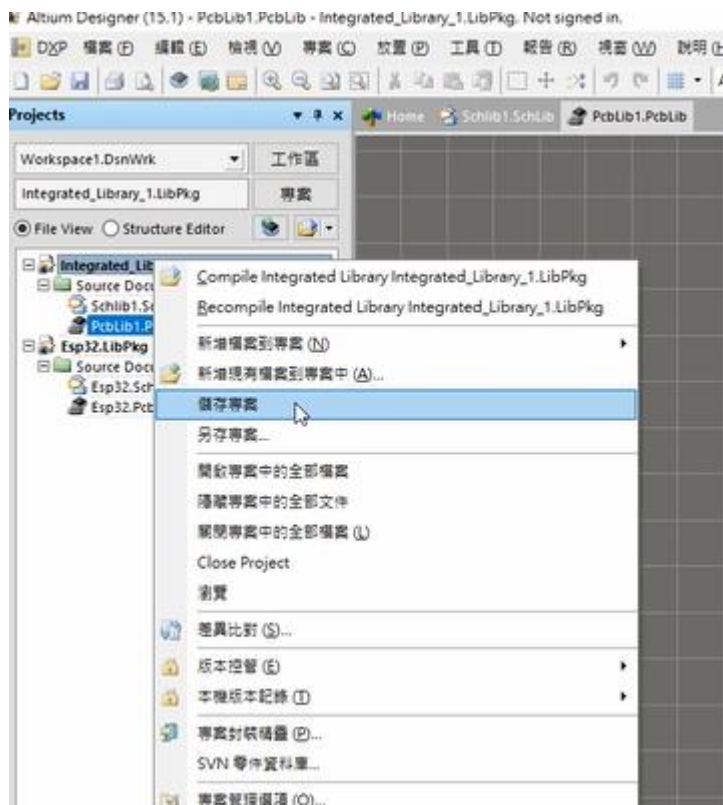 Altium Designer (15.1) - PcbLib1.PcbLib - Integrated_Library_1.LibPkg. Not signed in.
DXP 檔案 (F) 編輯 (E) 檢視 (V) 專案 (C) 放置 (P) 工具 (T) 報告 (R) 視窗 (W) 說明 (H
Projects
Home Schlib1.SchLib PcbLib1.PcbLib
Workspace1.DsnWrk 工作區
Integrated_Library_1.LibPkg 專案
File View Structure Editor
Integrated_Lib
Source Docu
Schlib1.Sc
PcbLib1.P
Esp32.LibPkg
Source Docu
Esp32.Sch
Esp32.Pcb
Compile Integrated Library Integrated_Library_1.LibPkg
Recompile Integrated Library Integrated_Library_1.LibPkg
新增檔案到專案 (N)
新增現有檔案到專案中 (A)...
儲存專案
另存專案...
開啟專案中的全部檔案
隱藏專案中的全部文件
關閉專案中的全部檔案 (L)
Close Project
瀏覽
差異比對 (S)...
版本控管 (E)
本機版本記錄 (T)
專案封裝精靈 (P)...
SVN 零件資料庫...
專案管理選項 (O)...